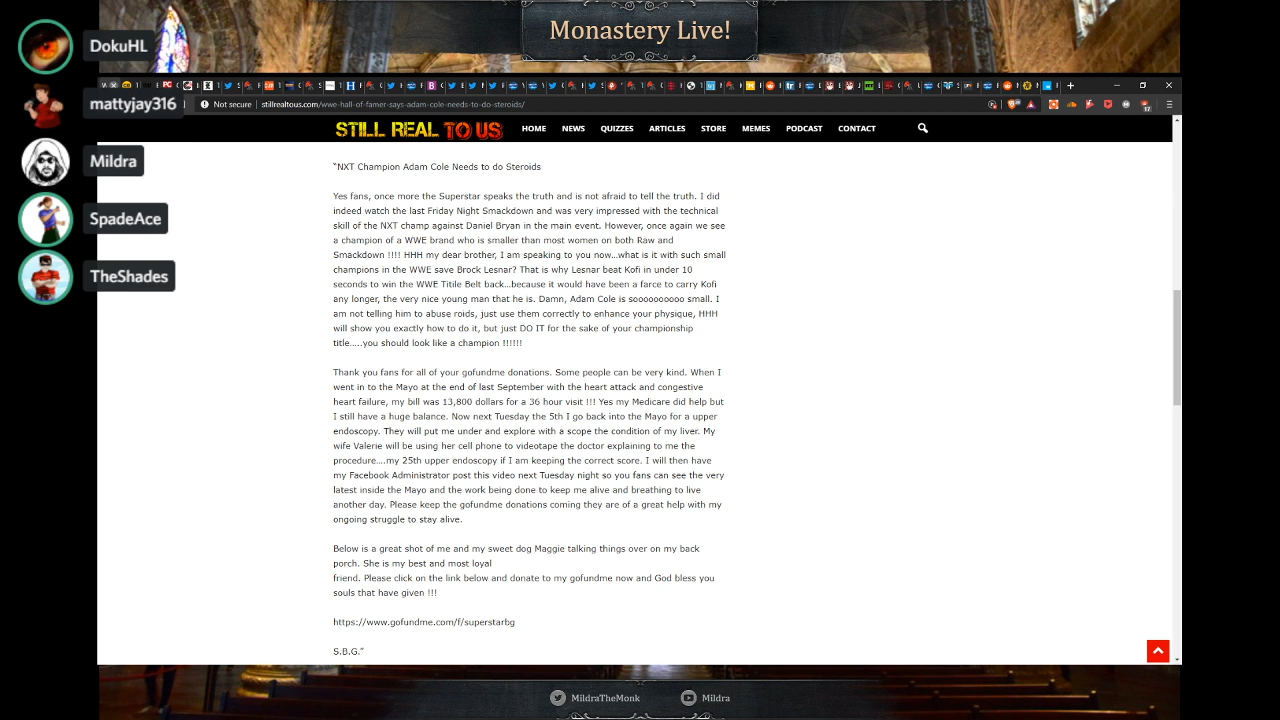 Monastery Live!
DokuHL
mattyjay316
Mildra
SpadeAce
TheShades
Not secure
stillrealtous.com/wwe-hall-of-famer-says-adam-cole-needs-to-do-steroids/
STILL REAL TO US
HOME NEWS QUIZZES ARTICLES STORE MEMES PODCAST CONTACT
“NXT Champion Adam Cole Needs to do Steroids
Yes fans, once more the Superstar speaks the truth and is not afraid to tell the truth. I did
indeed watch the last Friday Night Smackdown and was very impressed with the technical
skill of the NXT champ against Daniel Bryan in the main event. However, once again we see
a champion of a WWE brand who is smaller than most women on both Raw and
Smackdown !!!! HHH my dear brother, I am speaking to you now…what is it with such small
champions in the WWE save Brock Lesnar? That is why Lesnar beat Kofi in under 10
seconds to win the WWE Titile Belt back…because it would have been a farce to carry Kofi
any longer, the very nice young man that he is. Damn, Adam Cole is soooooooooo small. I
am not telling him to abuse roids, just use them correctly to enhance your physique, HHH
will show you exactly how to do it, but just DO IT for the sake of your championship
title…..you should look like a champion !!!!!!
Thank you fans for all of your gofundme donations. Some people can be very kind. When I
went in to the Mayo at the end of last September with the heart attack and congestive
heart failure, my bill was 13,800 dollars for a 36 hour visit !!! Yes my Medicare did help but
I still have a huge balance. Now next Tuesday the 5th I go back into the Mayo for a upper
endoscopy. They will put me under and explore with a scope the condition of my liver. My
wife Valerie will be using her cell phone to videotape the doctor explaining to me the
procedure….my 25th upper endoscopy if I am keeping the correct score. I will then have
my Facebook Administrator post this video next Tuesday night so you fans can see the very
latest inside the Mayo and the work being done to keep me alive and breathing to live
another day. Please keep the gofundme donations coming they are of a great help with my
ongoing struggle to stay alive.
Below is a great shot of me and my sweet dog Maggie talking things over on my back
porch. She is my best and most loyal
friend. Please click on the link below and donate to my gofundme now and God bless you
souls that have given !!!
https://www.gofundme.com/f/superstarbg
S.B.G.”
MildraTheMonk
Mildra